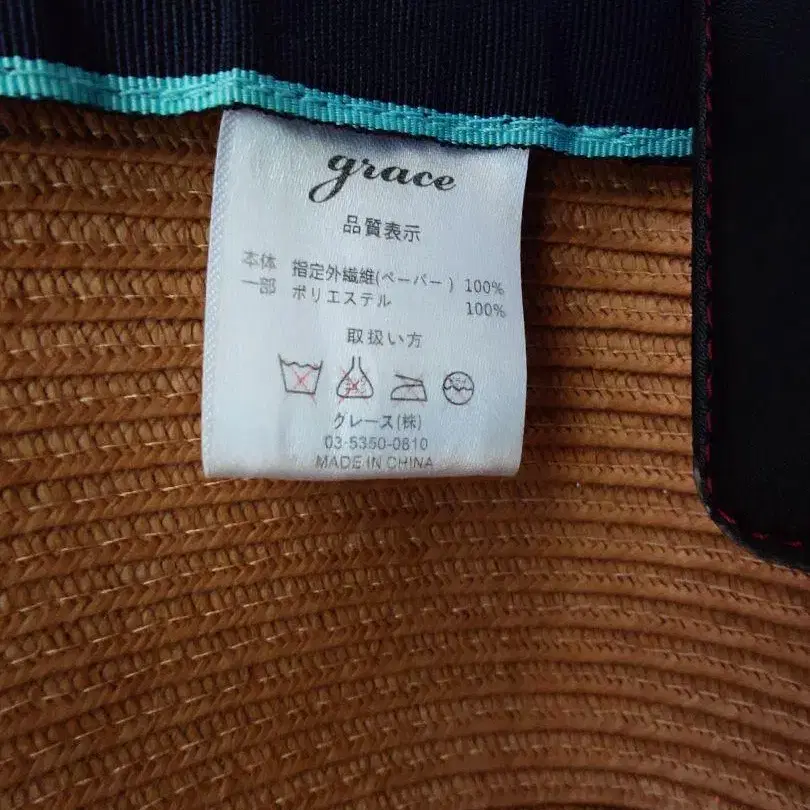 grace
品質表示
本体 指定外繊維(ペーパー) 100%
一部 ポリエステル 100%
取扱い方
グレース(株)
03-5350-0810
MADE IN CHINA